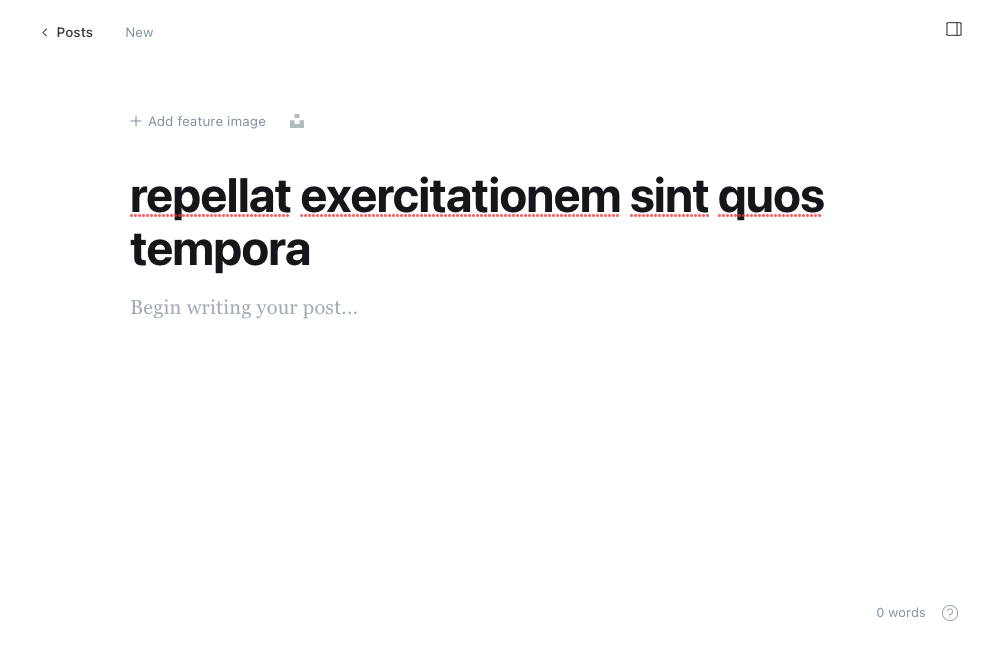 Posts
New
Add feature image
repellat exercitationem sint quos
tempora
Begin writing your post...
0 words
?